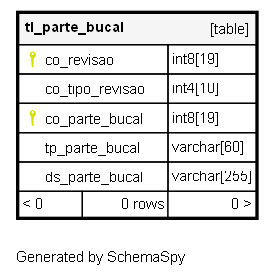 tl_parte_bucal [table]
co_revisao int8[19]
co_tipo_revisao int4[10]
co_parte_bucal int8[19]
tp_parte_bucal varchar[60]
ds_parte_bucal varchar[255]
< 0 0 rows 0 >
Generated by SchemaSpy